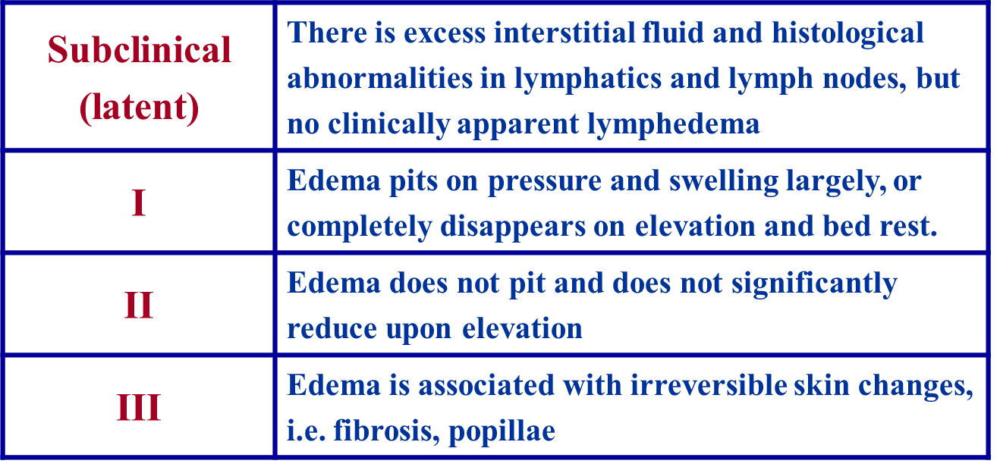 Subclinical
(latent)
There is excess interstitial fluid and histological
abnormalities in lymphatics and lymph nodes, but
no clinically apparent lymphedema
I
Edema pits on pressure and swelling largely, or
completely disappears on elevation and bed rest.
II
Edema does not pit and does not significantly
reduce upon elevation
III
Edema is associated with irreversible skin changes,
i.e. fibrosis, popillae